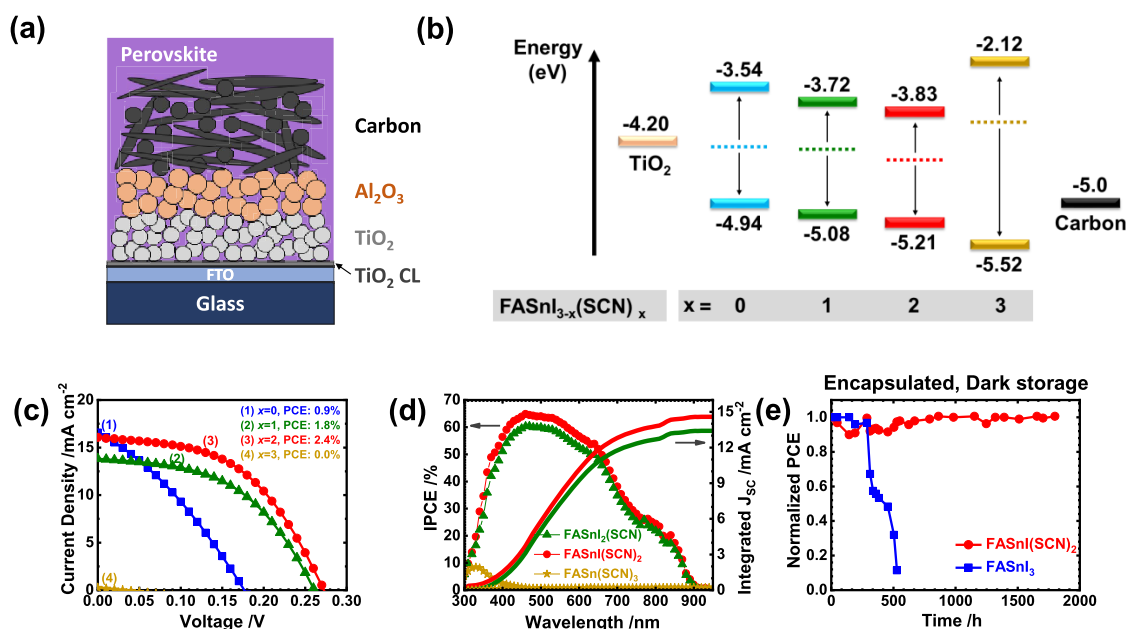 (a)
Perovskite
Carbon
Al₂O₃
TiO₂
TiO₂ CL
FTO
Glass
(b)
Energy
(eV)
-4.20
TiO₂
-3.54
-4.94
-3.72
-5.08
-3.83
-5.21
-2.12
-5.52
-5.0
Carbon
FASnI₃₋ₓ(SCN) ₓ
x = 0 1 2 3
(c)
Current Density /mA cm⁻²
20
15
10
5
0
(1) x=0, PCE: 0.9%
(2) x=1, PCE: 1.8%
(3) x=2, PCE: 2.4%
(4) x=3, PCE: 0.0%
(1)
(2)
(3)
(4)
0.00 0.05 0.10 0.15 0.20 0.25 0.30
Voltage /V
(d)
IPCE /%
70
60
50
40
30
20
10
0
FASnI₂(SCN)
FASnI(SCN)₂
FASn(SCN)₃
15
12
9
6
3
0
Integrated J_SC /mA cm⁻²
300 400 500 600 700 800 900
Wavelength /nm
Encapsulated, Dark storage
(e)
Normalized PCE
1.0
0.8
0.6
0.4
0.2
0.0
FASnI(SCN)₂
FASnI₃
0 500 1000 1500 2000
Time /h